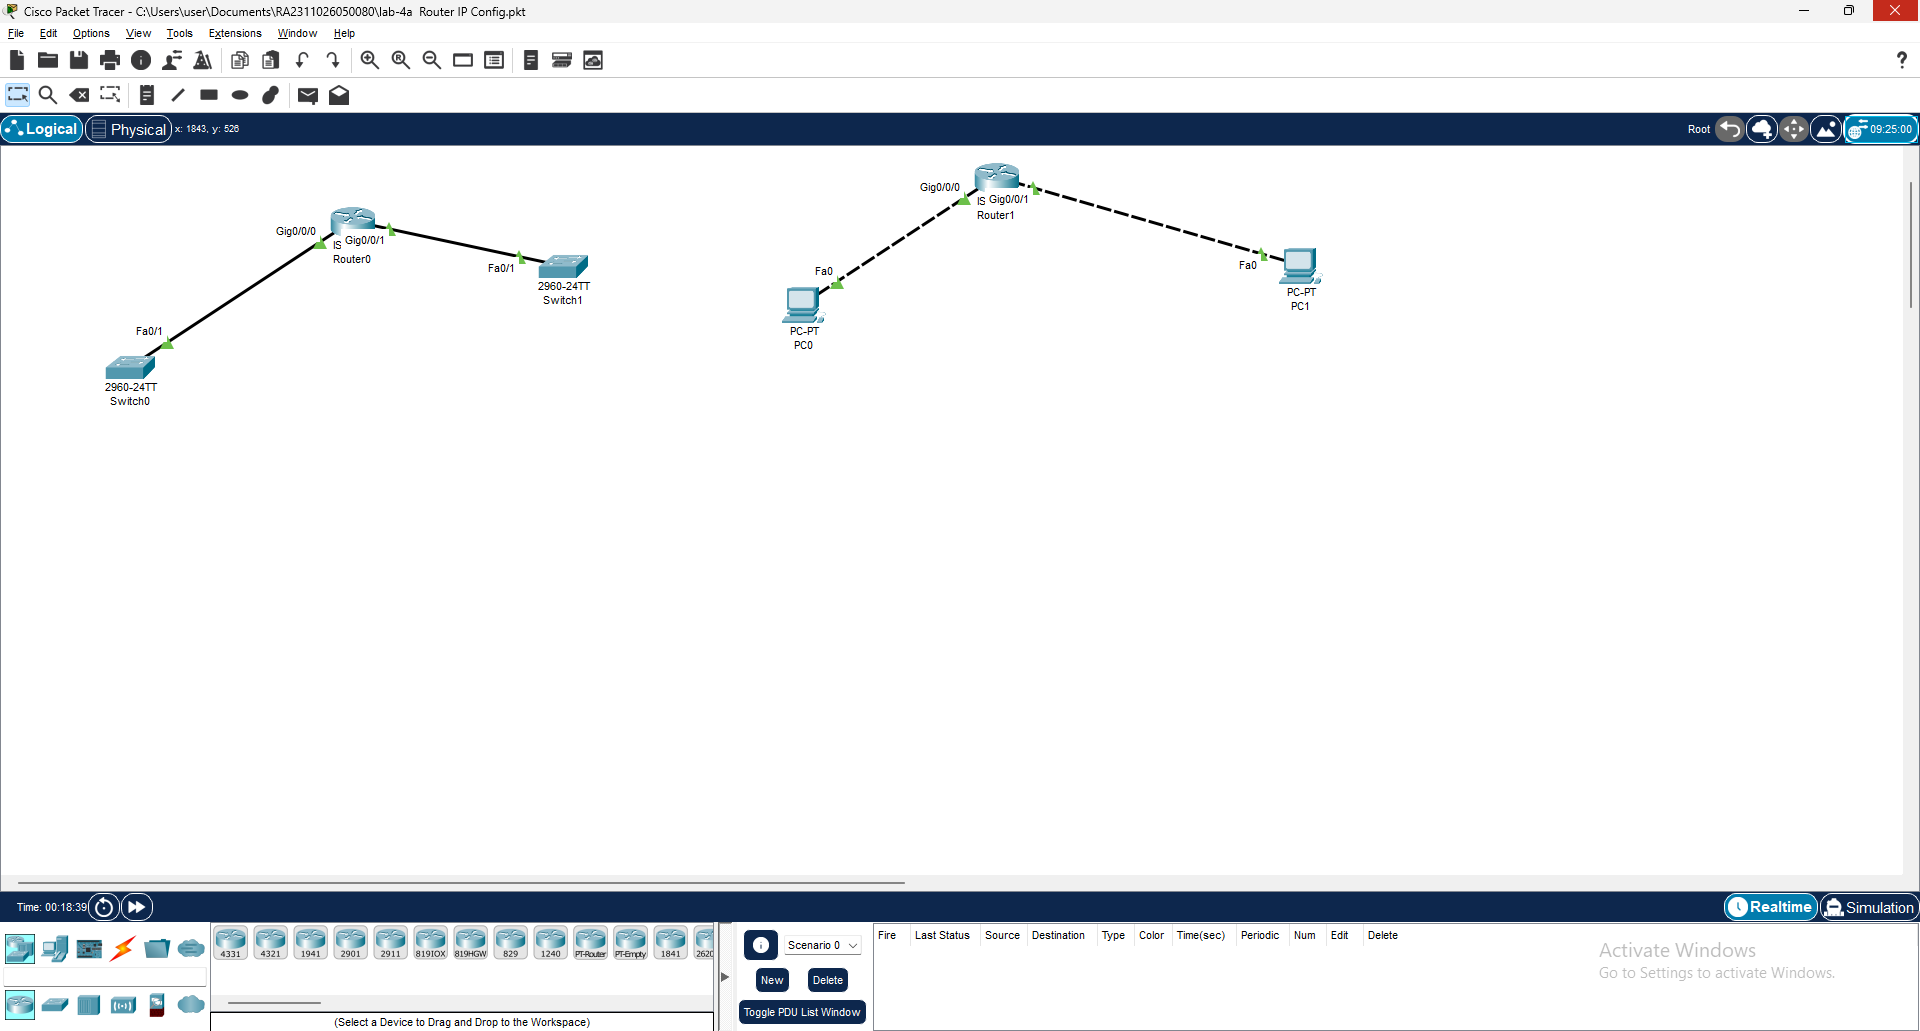 Cisco Packet Tracer - C:\Users\user\Documents\RA2311026050080\lab-4a  Router IP Config.pkt
File Edit Options View Tools Extensions Window Help
Logical Physical x: 1843, y: 526 Root 09:25:00
Gig0/0/0
IS Gig0/0/1
Router0
Fa0/1
2960-24TT
Switch1
Fa0/1
2960-24TT
Switch0
Gig0/0/0
IS Gig0/0/1
Router1
Fa0
PC-PT
PC0
Fa0
PC-PT
PC1
Time: 00:18:39 Realtime Simulation
4331 4321 1941 2901 2911 819IOX 819HGW 829 1240 PT-Router PT-Empty 1841 2620
(Select a Device to Drag and Drop to the Workspace)
Scenario 0
New Delete
Toggle PDU List Window
Fire Last Status Source Destination Type Color Time(sec) Periodic Num Edit Delete
Activate Windows
Go to Settings to activate Windows.